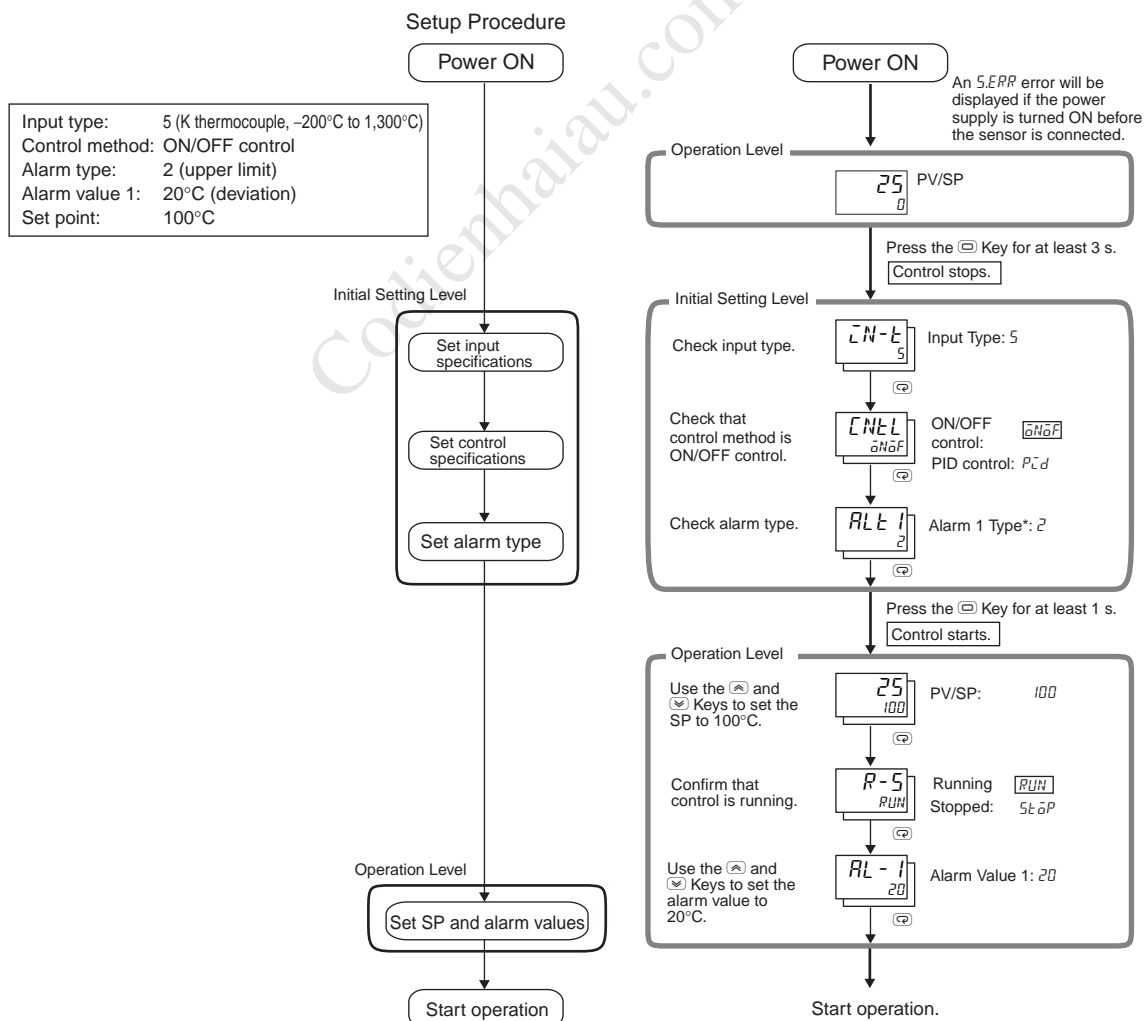 Setup Procedure
Power ON
Input type: 5 (K thermocouple, −200°C to 1,300°C)
Control method: ON/OFF control
Alarm type: 2 (upper limit)
Alarm value 1: 20°C (deviation)
Set point: 100°C
Initial Setting Level
Set input
specifications
Set control
specifications
Set alarm type
Operation Level
Set SP and alarm values
Start operation
Power ON
An S.ERR error will be
displayed if the power
supply is turned ON before
the sensor is connected.
Operation Level
25
0
PV/SP
Press the Key for at least 3 s.
Control stops.
Initial Setting Level
Check input type.
IN-t
5
Input Type: 5
Check that
control method is
ON/OFF control.
CNtL
oNoF
ON/OFF
control:
oNoF
PID control: Pid
Check alarm type.
ALt1
2
Alarm 1 Type*: 2
Press the Key for at least 1 s.
Control starts.
Operation Level
Use the and
Keys to set the
SP to 100°C.
25
100
PV/SP: 100
Confirm that
control is running.
R-S
RUN
Running RUN
Stopped: StoP
Use the and
Keys to set the
alarm value to
20°C.
AL-1
20
Alarm Value 1: 20
Start operation.
Codienhaiau.com